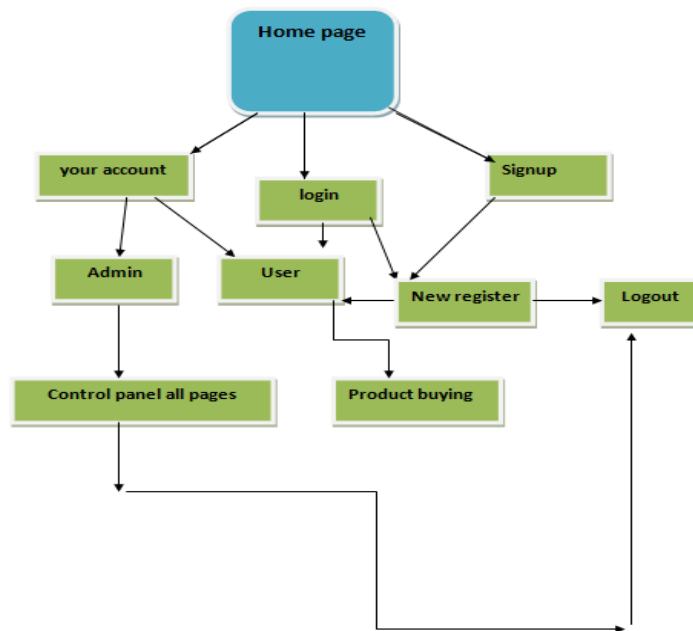 Home page
your account
login
Signup
Admin
User
New register
Logout
Control panel all pages
Product buying